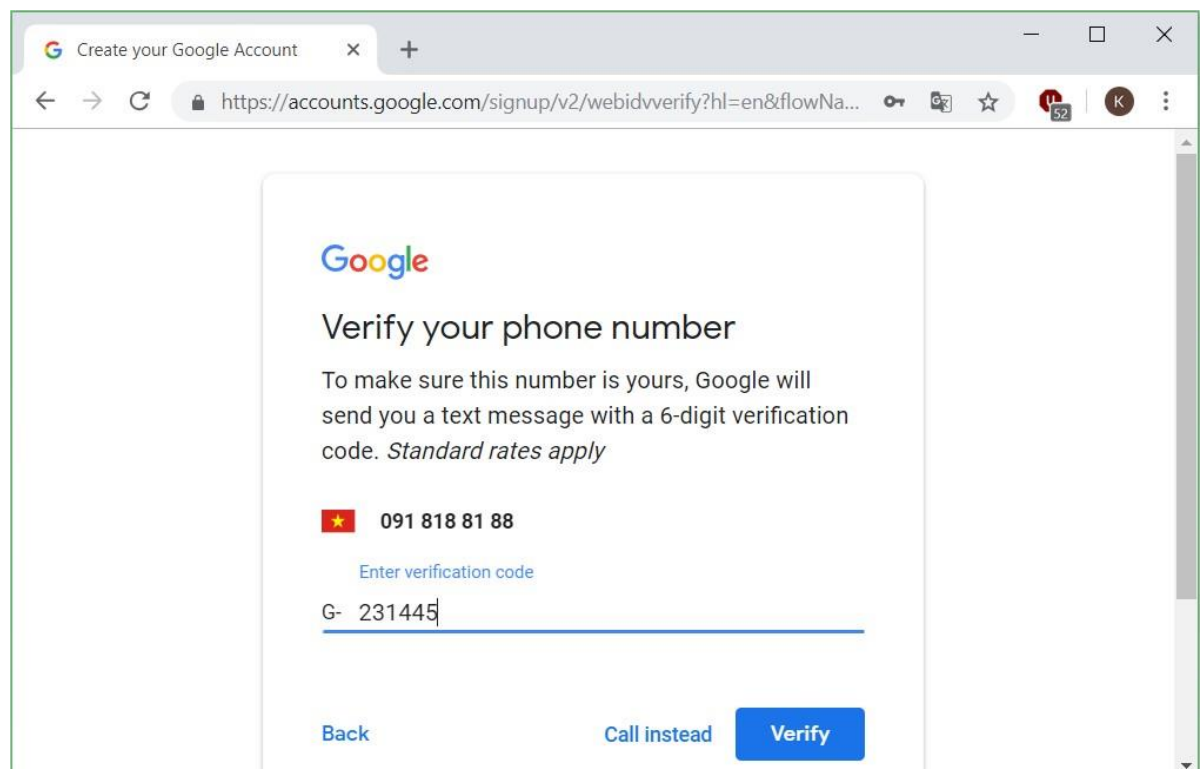 Create your Google Account
https://accounts.google.com/signup/v2/webidvverify?hl=en&flowNa...
52
K
Google
Verify your phone number
To make sure this number is yours, Google will
send you a text message with a 6-digit verification
code. Standard rates apply
091 818 81 88
Enter verification code
G- 231445
Back Call instead Verify